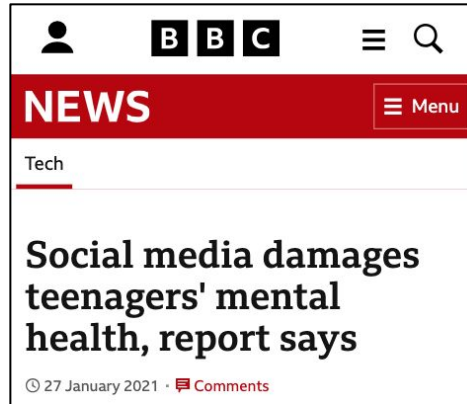 BBC
NEWS
Menu
Tech
Social media damages
teenagers' mental
health, report says
27 January 2021 · Comments